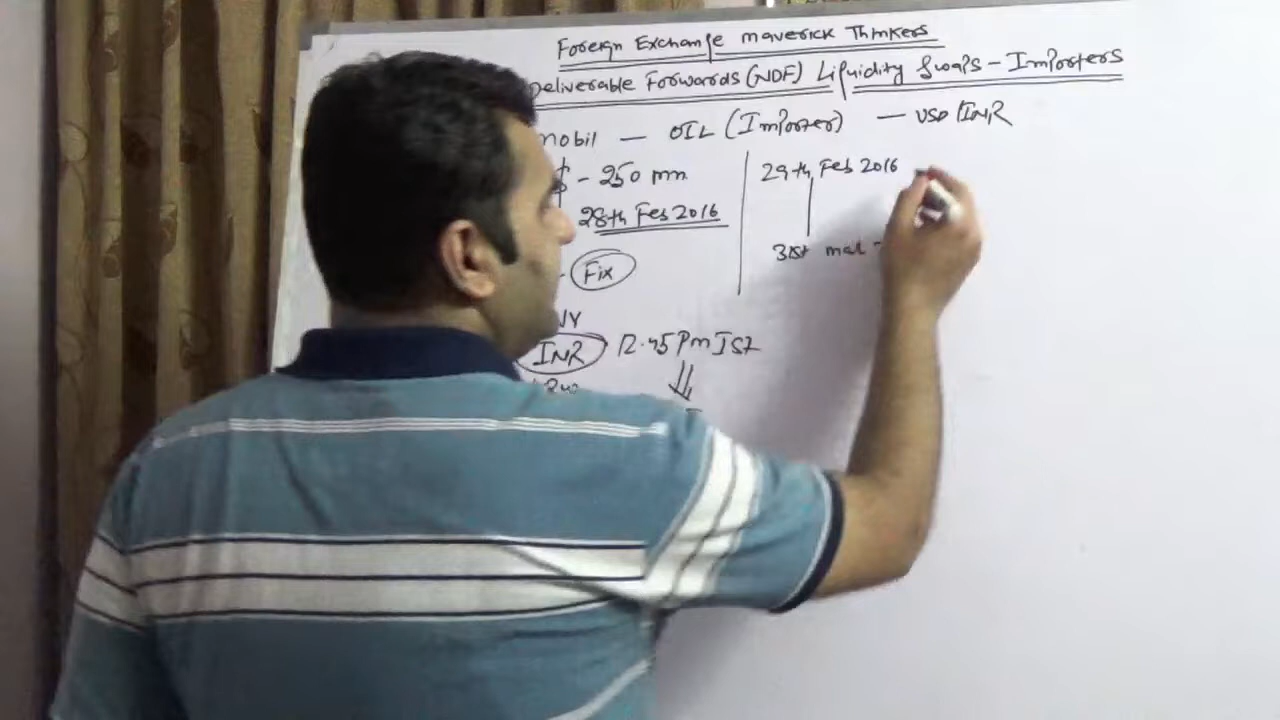 Foreign Exchange maverick Thinkers
Deliverable Forwards (NDF) Liquidity Swaps - Importers
mobil — OIL (Importer) — USD/INR
$ - 250 mn
28th Feb 2016
Fix
INR 12.45 Pm IST
29th Feb 2016
31st mar -